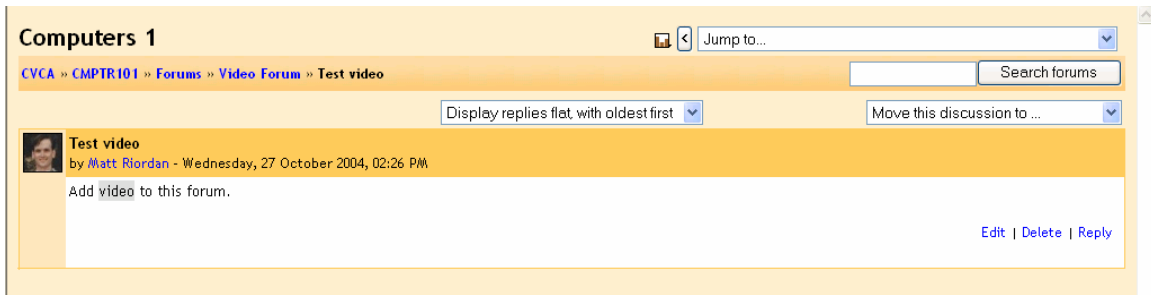 Computers 1
< Jump to...
CVCA » CMPTR101 » Forums » Video Forum » Test video
Search forums
Display replies flat, with oldest first
Move this discussion to ...
Test video
by Matt Riordan - Wednesday, 27 October 2004, 02:26 PM
Add video to this forum.
Edit | Delete | Reply